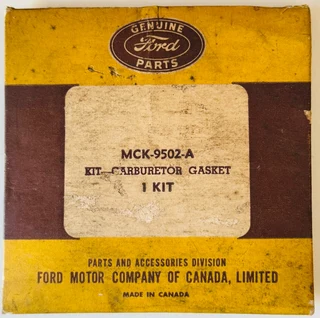 GENUINE
Ford
PARTS
MCK-9502-A
KIT—CARBURETOR GASKET
1 KIT
PARTS AND ACCESSORIES DIVISION
FORD MOTOR COMPANY OF CANADA, LIMITED
MADE IN CANADA